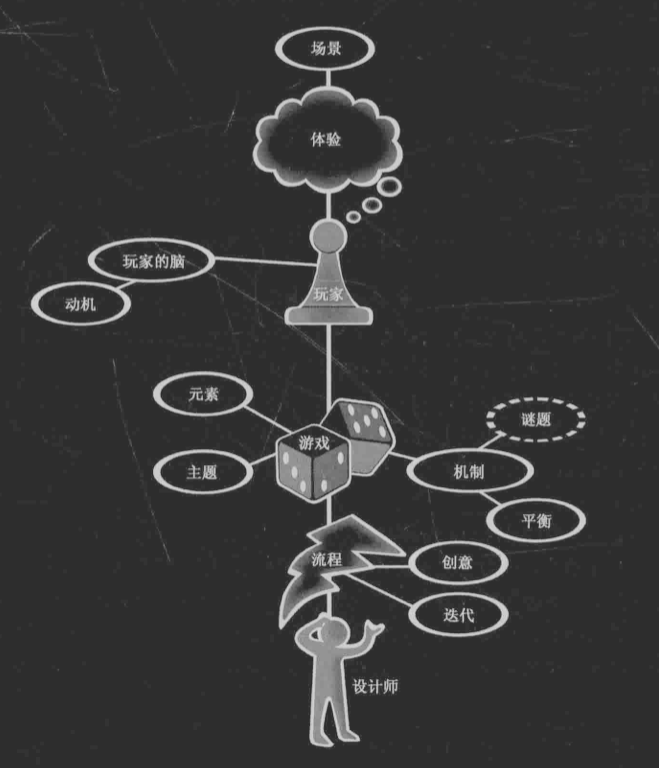 场景
体验
玩家的脑
动机
玩家
元素
游戏
谜题
主题
机制
平衡
流程
创意
迭代
设计师